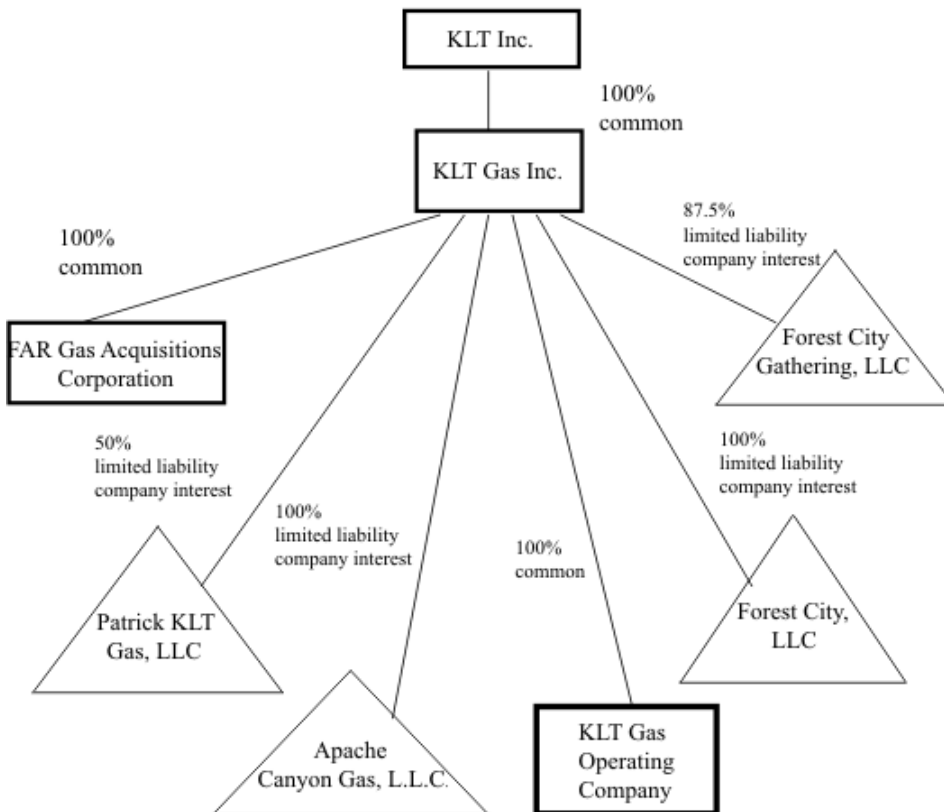 KLT Inc.
100%
common
KLT Gas Inc.
87.5%
limited liability
company interest
100%
common
FAR Gas Acquisitions
Corporation
Forest City
Gathering, LLC
50%
limited liability
company interest
100%
limited liability
company interest
100%
limited liability
company interest
100%
common
Patrick KLT
Gas, LLC
Forest City,
LLC
Apache
Canyon Gas, L.L.C.
KLT Gas
Operating
Company